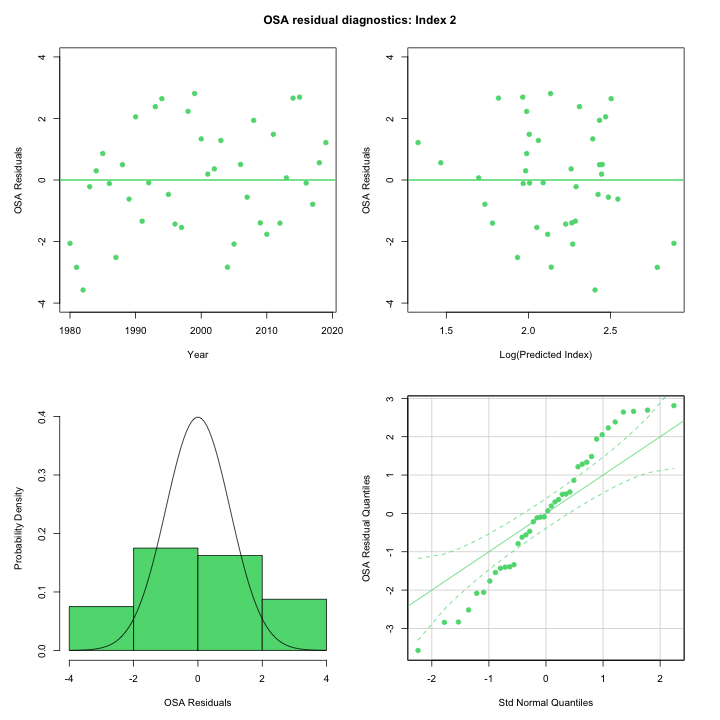 OSA residual diagnostics: Index 2
OSA Residuals
4
2
0
-2
-4
1980 1990 2000 2010 2020
Year
OSA Residuals
4
2
0
-2
-4
1.5 2.0 2.5
Log(Predicted Index)
Probability Density
0.4
0.3
0.2
0.1
0.0
-4 -2 0 2 4
OSA Residuals
OSA Residual Quantiles
3
2
1
0
-1
-2
-3
-2 -1 0 1 2
Std Normal Quantiles